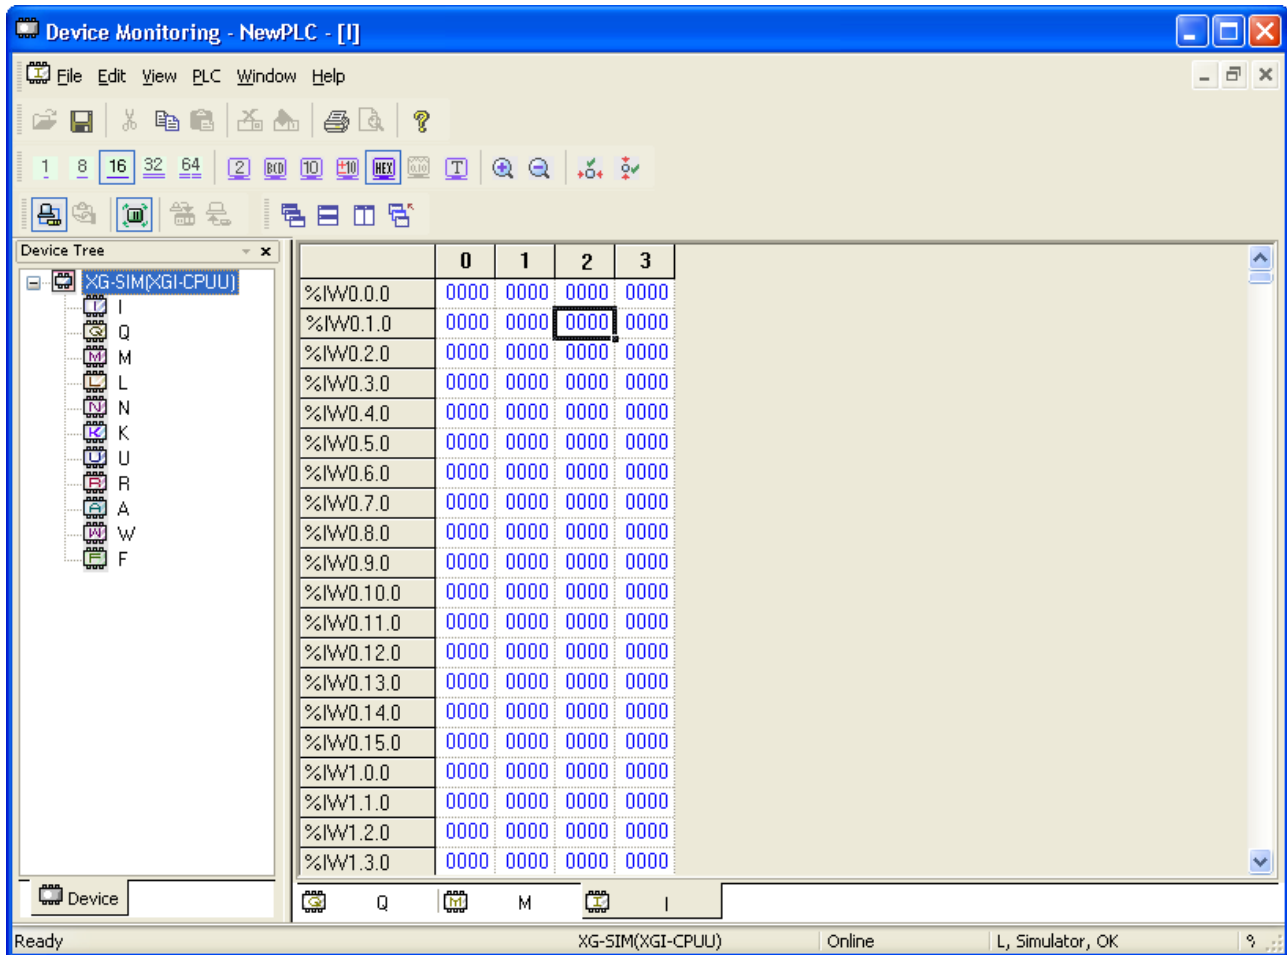 Device Monitoring - NewPLC - [I]
File Edit View PLC Window Help
1 8 16 32 64 2 BCD 10 ±10 HEX 0.10 T
Device Tree
XG-SIM(XGI-CPUU)
I
Q
M
L
N
K
U
R
A
W
F
0 1 2 3
%IW0.0.0 0000 0000 0000 0000
%IW0.1.0 0000 0000 0000 0000
%IW0.2.0 0000 0000 0000 0000
%IW0.3.0 0000 0000 0000 0000
%IW0.4.0 0000 0000 0000 0000
%IW0.5.0 0000 0000 0000 0000
%IW0.6.0 0000 0000 0000 0000
%IW0.7.0 0000 0000 0000 0000
%IW0.8.0 0000 0000 0000 0000
%IW0.9.0 0000 0000 0000 0000
%IW0.10.0 0000 0000 0000 0000
%IW0.11.0 0000 0000 0000 0000
%IW0.12.0 0000 0000 0000 0000
%IW0.13.0 0000 0000 0000 0000
%IW0.14.0 0000 0000 0000 0000
%IW0.15.0 0000 0000 0000 0000
%IW1.0.0 0000 0000 0000 0000
%IW1.1.0 0000 0000 0000 0000
%IW1.2.0 0000 0000 0000 0000
%IW1.3.0 0000 0000 0000 0000
Device
Q M I
Ready XG-SIM(XGI-CPUU) Online L, Simulator, OK